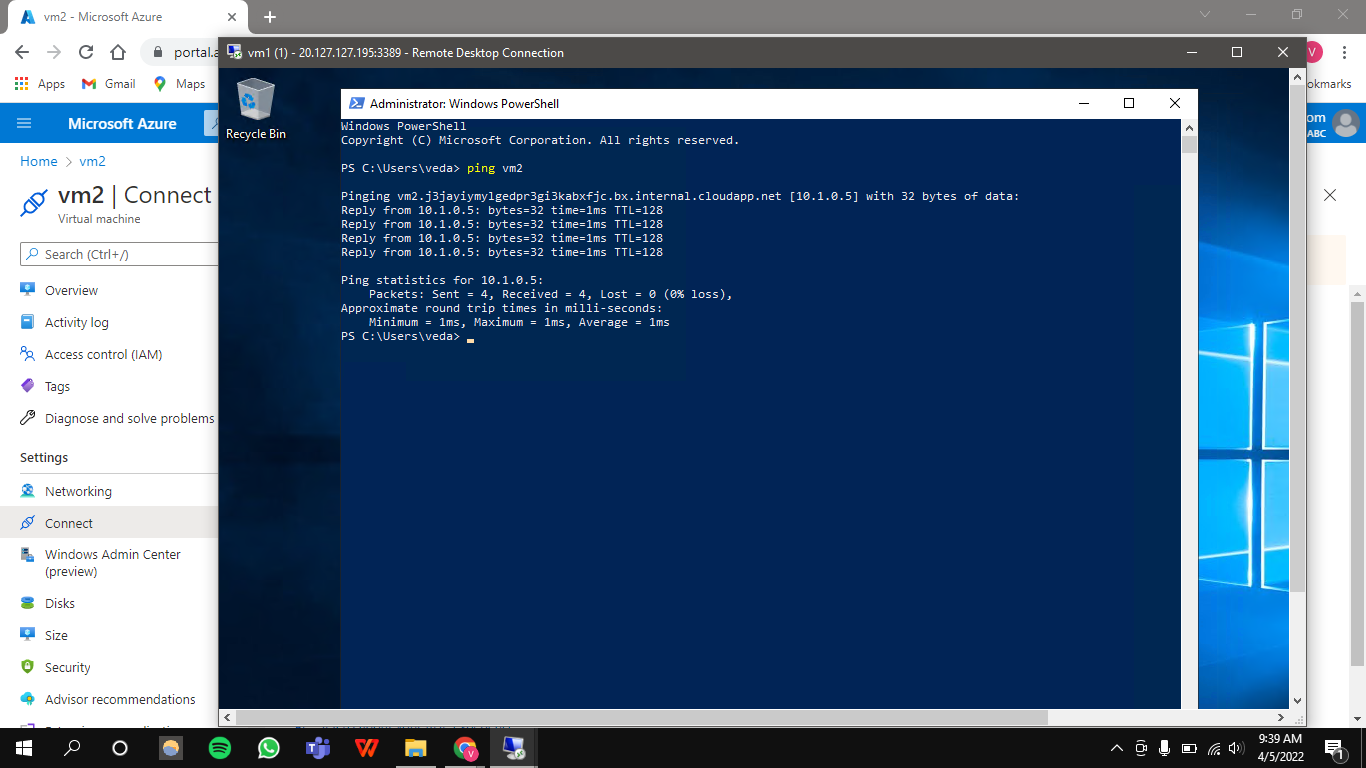 vm2 - Microsoft Azure
portal.a
Apps
Gmail
Maps
V
okmarks
Microsoft Azure
om
ABC
Home > vm2
vm2 | Connect
Virtual machine
Search (Ctrl+/)
Overview
Activity log
Access control (IAM)
Tags
Diagnose and solve problems
Settings
Networking
Connect
Windows Admin Center
(preview)
Disks
Size
Security
Advisor recommendations
vm1 (1) - 20.127.127.195:3389 - Remote Desktop Connection
Recycle Bin
Administrator: Windows PowerShell
Windows PowerShell
Copyright (C) Microsoft Corporation. All rights reserved.
PS C:\Users\veda> ping vm2
Pinging vm2.j3jayiymylgedpr3gi3kabxfjc.bx.internal.cloudapp.net [10.1.0.5] with 32 bytes of data:
Reply from 10.1.0.5: bytes=32 time=1ms TTL=128
Reply from 10.1.0.5: bytes=32 time=1ms TTL=128
Reply from 10.1.0.5: bytes=32 time=1ms TTL=128
Reply from 10.1.0.5: bytes=32 time=1ms TTL=128
Ping statistics for 10.1.0.5:
Packets: Sent = 4, Received = 4, Lost = 0 (0% loss),
Approximate round trip times in milli-seconds:
Minimum = 1ms, Maximum = 1ms, Average = 1ms
PS C:\Users\veda>
9:39 AM
4/5/2022
1